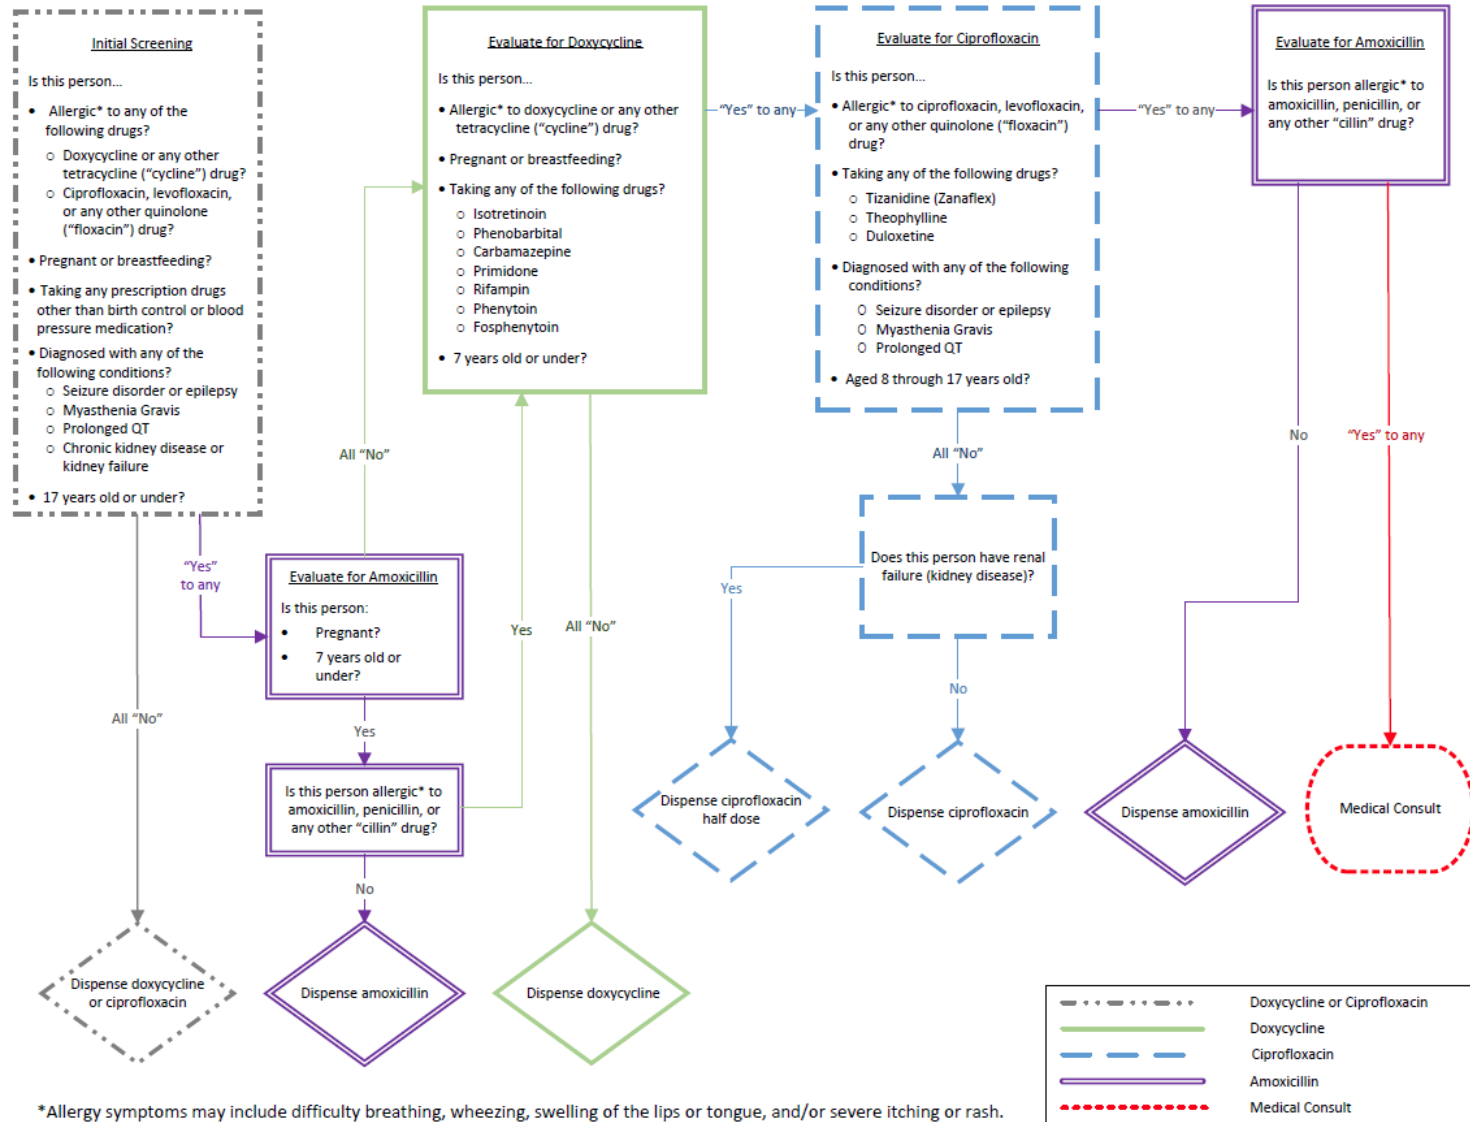 Initial Screening
Is this person...
• Allergic* to any of the
following drugs?
o Doxycycline or any other
tetracycline (“cycline”) drug?
o Ciprofloxacin, levofloxacin,
or any other quinolone
(“floxacin”) drug?
• Pregnant or breastfeeding?
• Taking any prescription drugs
other than birth control or blood
pressure medication?
• Diagnosed with any of the
following conditions?
o Seizure disorder or epilepsy
o Myasthenia Gravis
o Prolonged QT
o Chronic kidney disease or
kidney failure
• 17 years old or under?
“Yes”
to any
All “No”
Evaluate for Amoxicillin
Is this person:
• Pregnant?
• 7 years old or
under?
All “No”
Yes
Is this person allergic* to
amoxicillin, penicillin, or
any other “cillin” drug?
Yes
No
Dispense doxycycline
or ciprofloxacin
Dispense amoxicillin
Evaluate for Doxycycline
Is this person...
• Allergic* to doxycycline or any other
tetracycline (“cycline”) drug?
• Pregnant or breastfeeding?
• Taking any of the following drugs?
o Isotretinoin
o Phenobarbital
o Carbamazepine
o Primidone
o Rifampin
o Phenytoin
o Fosphenytoin
• 7 years old or under?
“Yes” to any
All “No”
Dispense doxycycline
Evaluate for Ciprofloxacin
Is this person...
• Allergic* to ciprofloxacin, levofloxacin,
or any other quinolone (“floxacin”)
drug?
• Taking any of the following drugs?
o Tizanidine (Zanaflex)
o Theophylline
o Duloxetine
• Diagnosed with any of the following
conditions?
O Seizure disorder or epilepsy
O Myasthenia Gravis
O Prolonged QT
• Aged 8 through 17 years old?
“Yes” to any
All “No”
Does this person have renal
failure (kidney disease)?
Yes
No
Dispense ciprofloxacin
half dose
Dispense ciprofloxacin
Evaluate for Amoxicillin
Is this person allergic* to
amoxicillin, penicillin, or
any other “cillin” drug?
No
“Yes” to any
Dispense amoxicillin
Medical Consult
Doxycycline or Ciprofloxacin
Doxycycline
Ciprofloxacin
Amoxicillin
Medical Consult
*Allergy symptoms may include difficulty breathing, wheezing, swelling of the lips or tongue, and/or severe itching or rash.